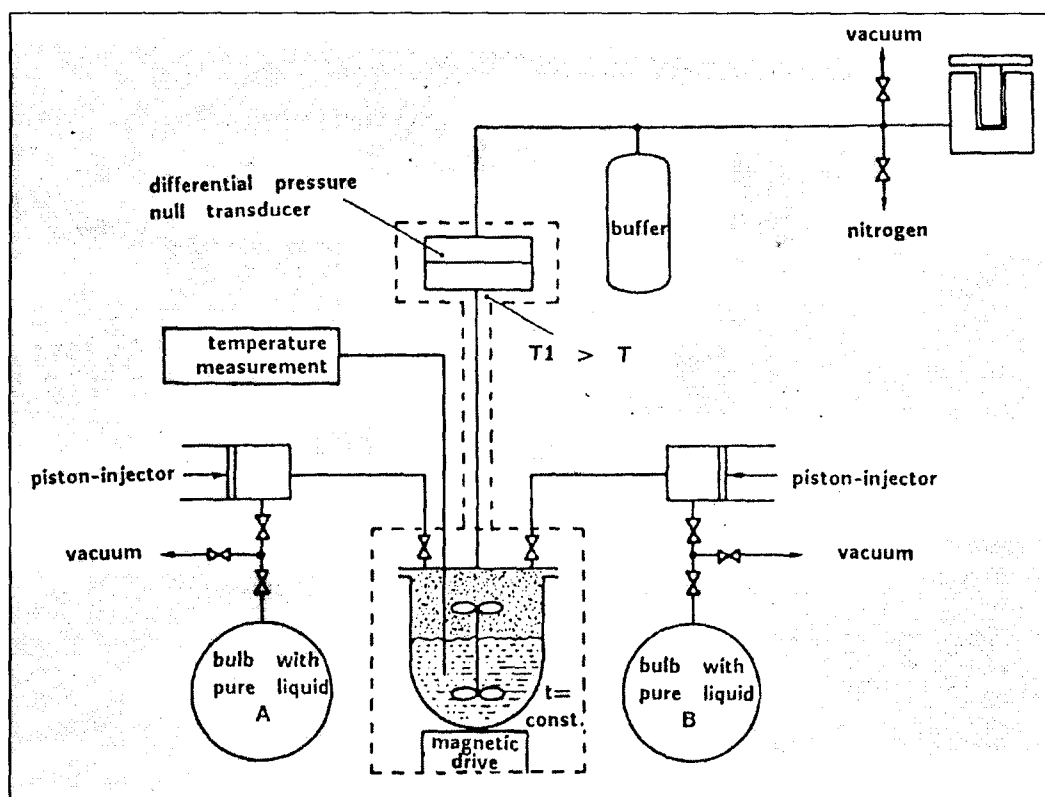 vacuum
differential pressure
null transducer
buffer
nitrogen
T1 > T
temperature
measurement
piston-injector
piston-injector
vacuum
vacuum
bulb with
pure liquid
A
t=
const.
magnetic
drive
bulb with
pure liquid
B